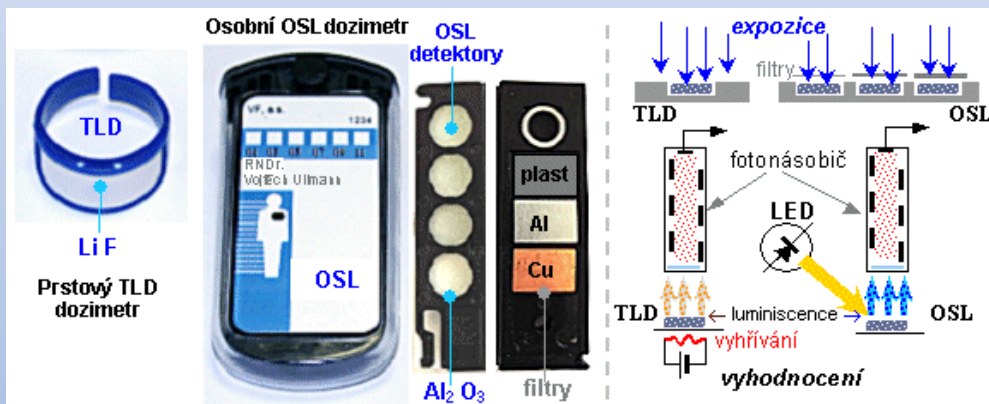 Osobní OSL dozimetr
OSL
detektory
TLD
Li F
Prstový TLD
dozimetr
VF, a.s.
1234
RNDr.
Vojtěch Ullmann
OSL
Al₂ O₃
plast
Al
Cu
filtry
expozice
filtry
TLD
OSL
fotonásobič
LED
TLD
luminiscence
OSL
vyhřívání
vyhodnocení